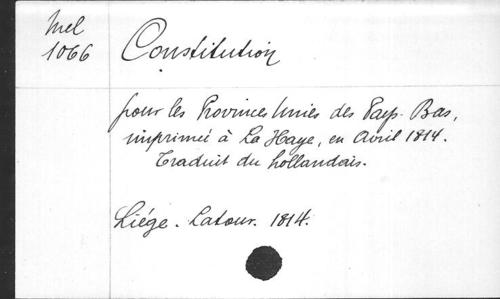 Mel
1066
Constitution
pour les Provinces Unies des Pays-Bas,
imprimée à La Haye, en Avril 1814.
Traduit du hollandais.
Liége. Latour. 1814.